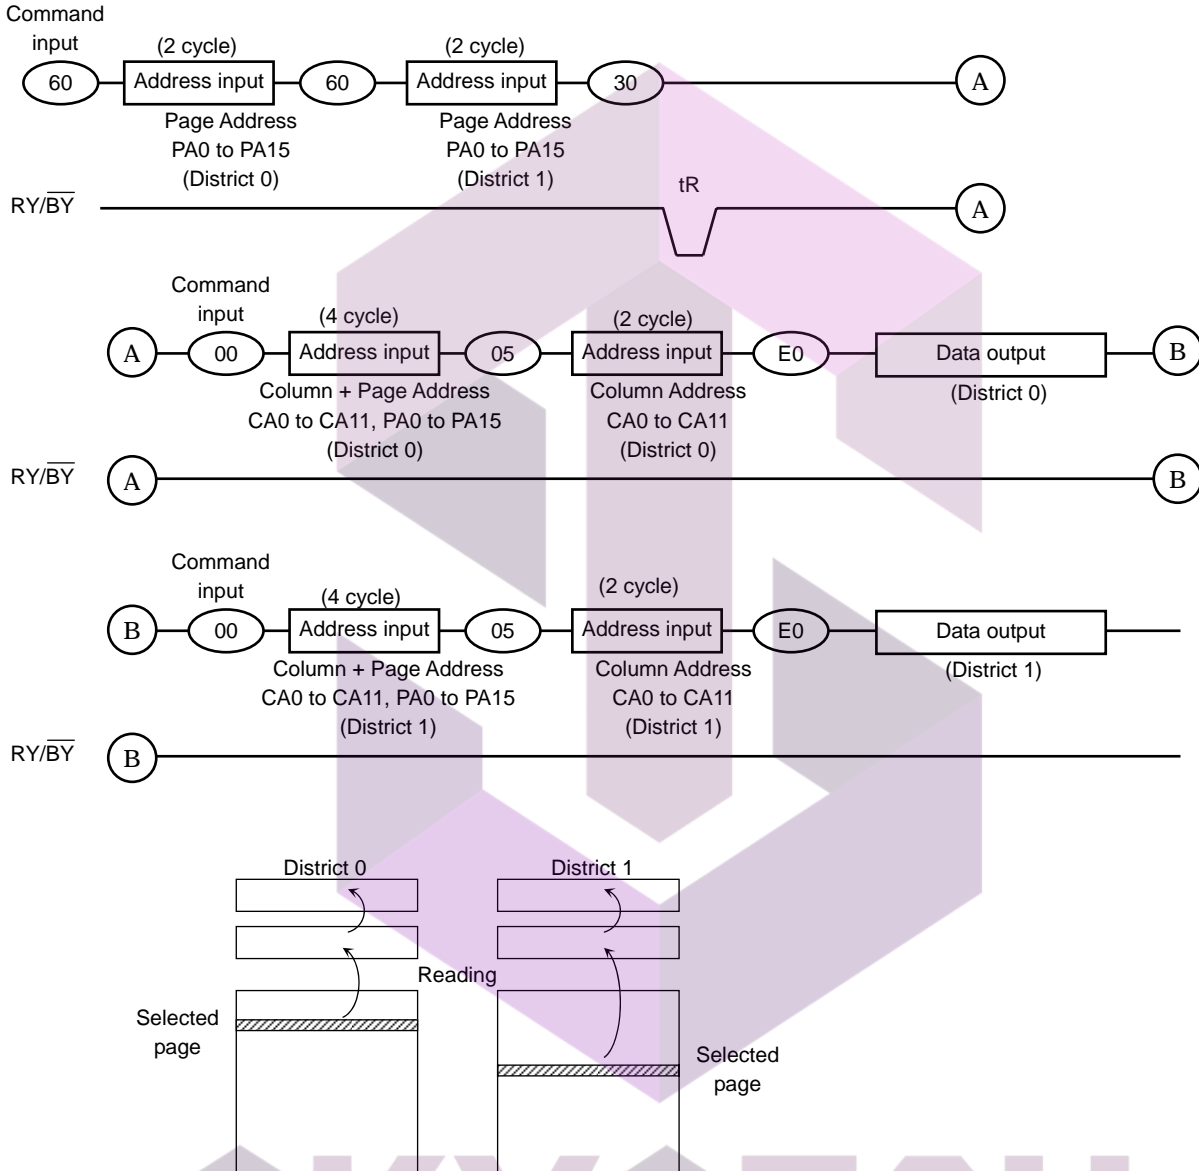 Command
input
(2 cycle)
(2 cycle)
60
Address input
60
Address input
30
A
Page Address
PA0 to PA15
(District 0)
Page Address
PA0 to PA15
(District 1)
tR
RY/BY
A
Command
input
(4 cycle)
(2 cycle)
A
00
Address input
05
Address input
E0
Data output
B
Column + Page Address
CA0 to CA11, PA0 to PA15
(District 0)
Column Address
CA0 to CA11
(District 0)
(District 0)
RY/BY
A
B
Command
input
(4 cycle)
(2 cycle)
B
00
Address input
05
Address input
E0
Data output
Column + Page Address
CA0 to CA11, PA0 to PA15
(District 1)
Column Address
CA0 to CA11
(District 1)
(District 1)
RY/BY
B
District 0
District 1
Reading
Selected
page
Selected
page